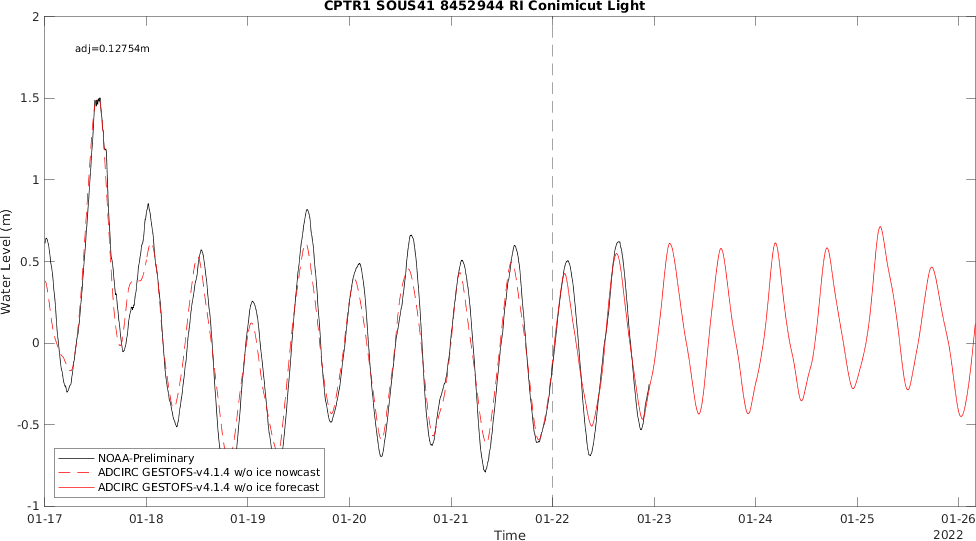 CPTR1 SOUS41 8452944 RI Conimicut Light
adj=0.12754m
2
1.5
1
0.5
0
-0.5
-1
Water Level (m)
NOAA-Preliminary
ADCIRC GESTOFS-v4.1.4 w/o ice nowcast
ADCIRC GESTOFS-v4.1.4 w/o ice forecast
01-17 01-18 01-19 01-20 01-21 01-22 01-23 01-24 01-25 01-26
Time
2022